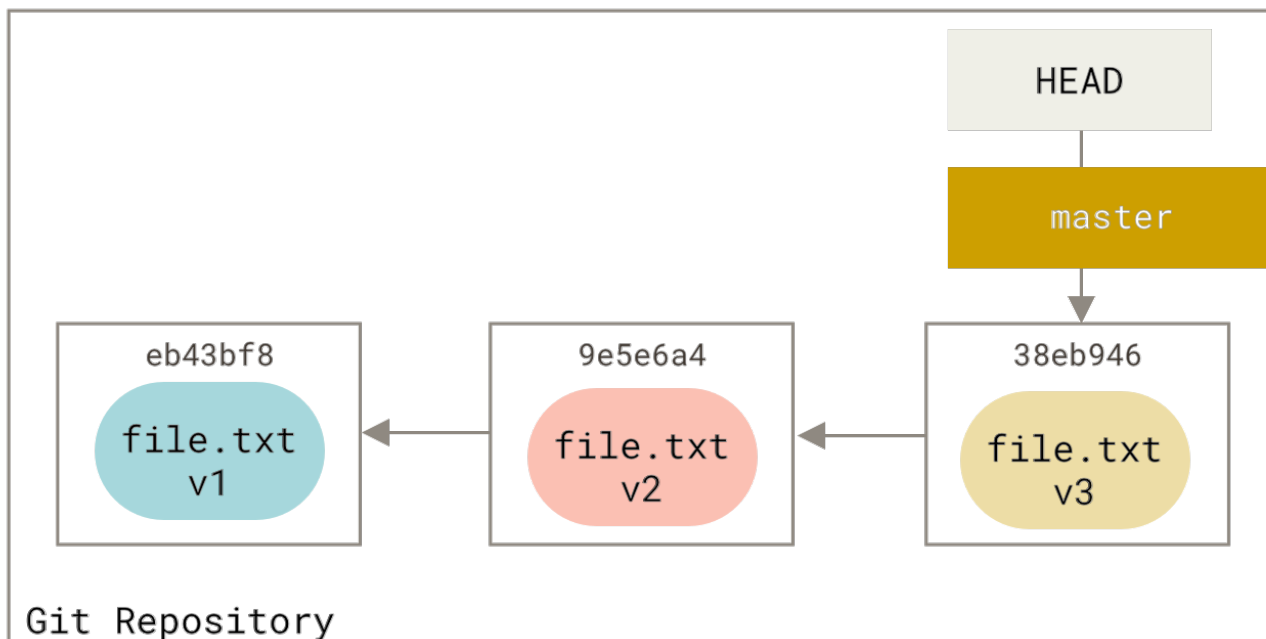 HEAD
master
eb43bf8
file.txt
v1
9e5e6a4
file.txt
v2
38eb946
file.txt
v3
Git Repository